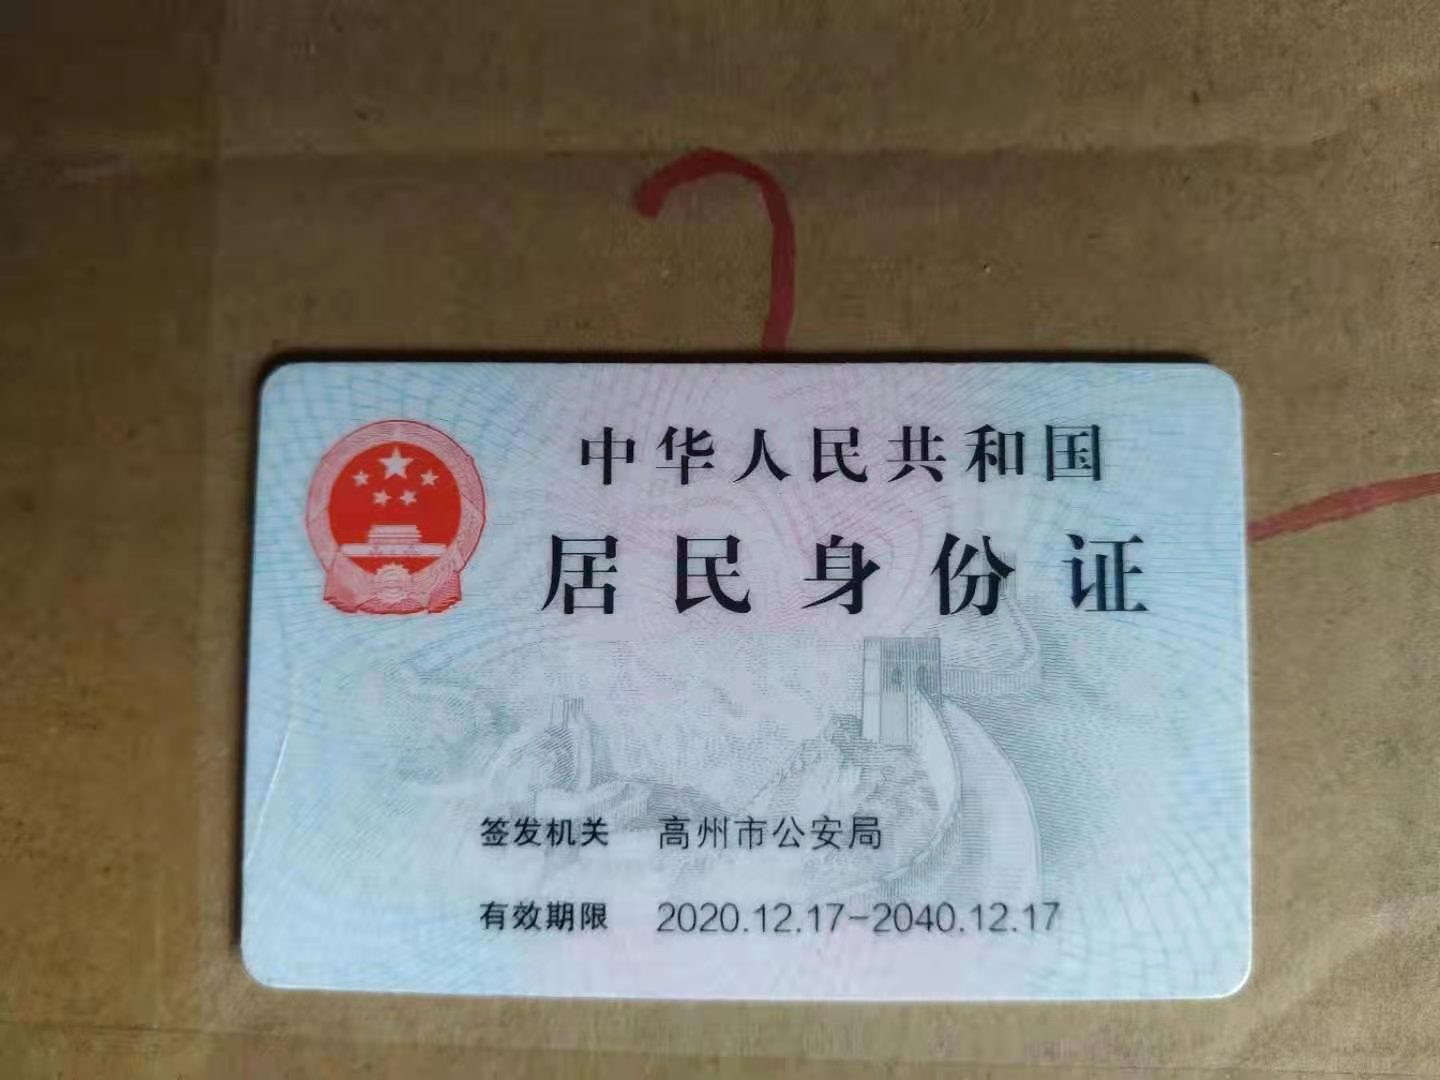 中华人民共和国
居民身份证
签发机关 高州市公安局
有效期限 2020.12.17-2040.12.17